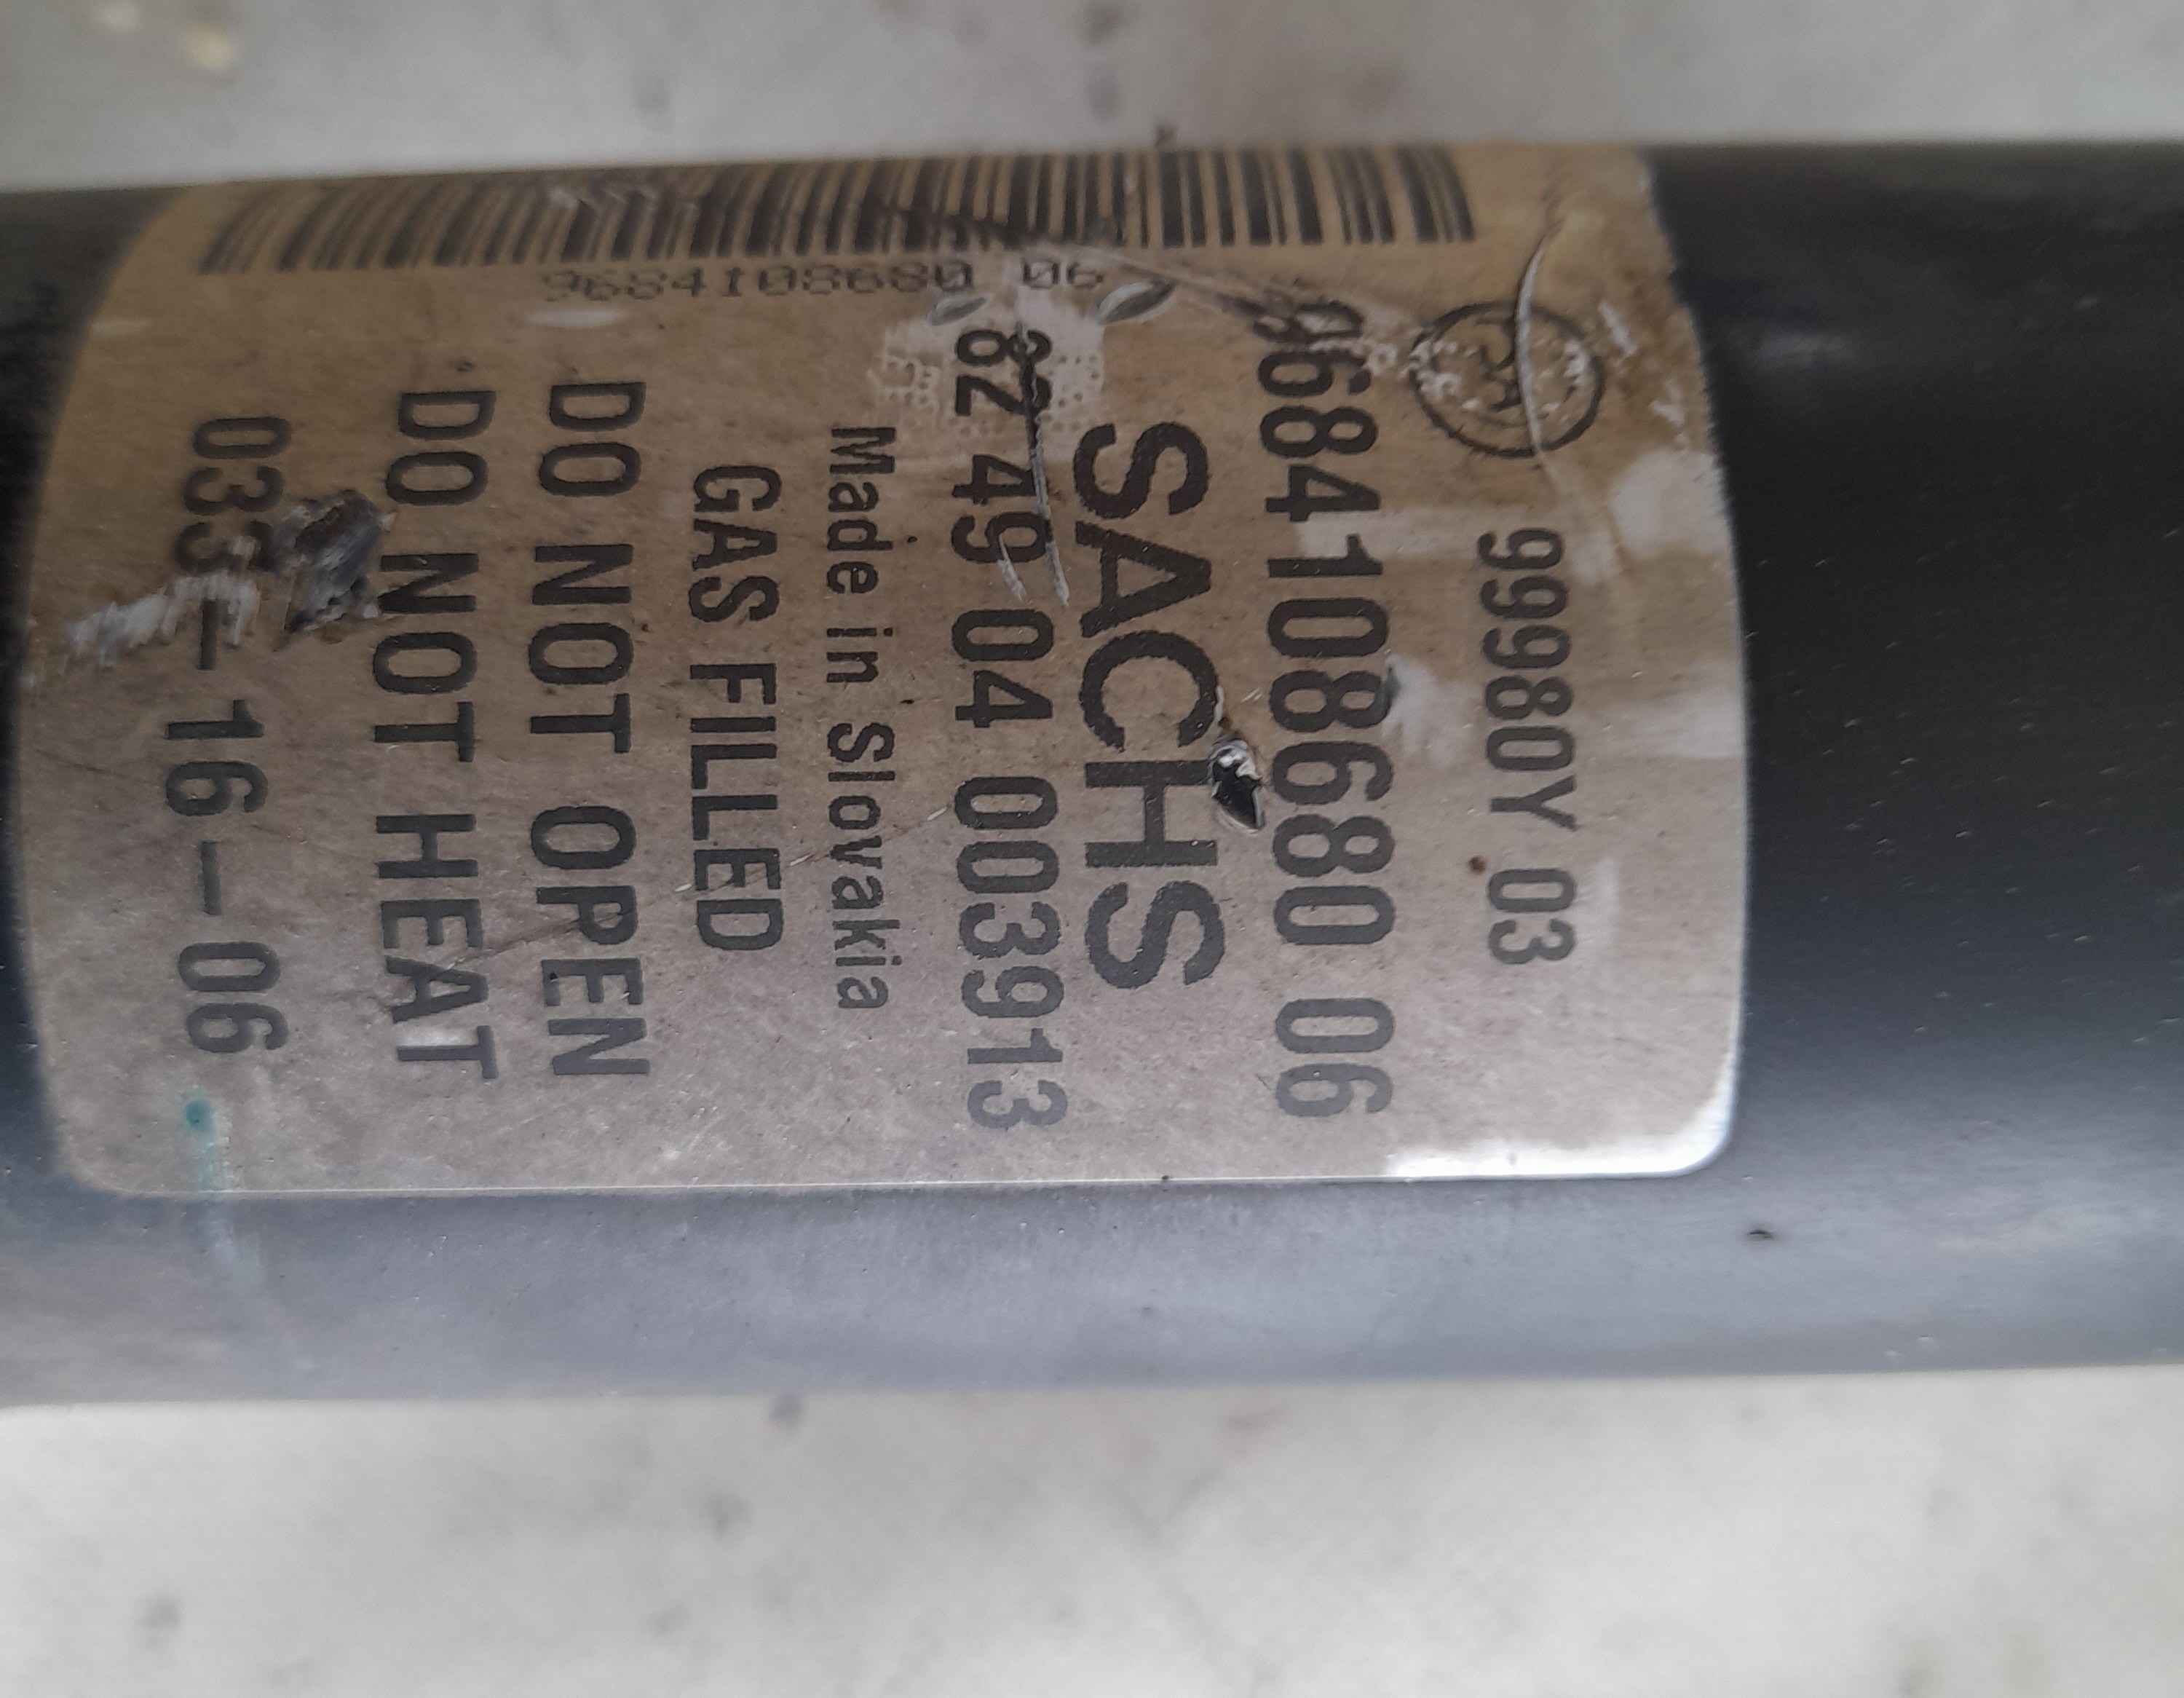 99980Y 03
9684108680 06
SACHS
82 49 04 003913
Made in Slovakia
GAS FILLED
DO NOT OPEN
DO NOT HEAT
033-16-06
9684108680 06